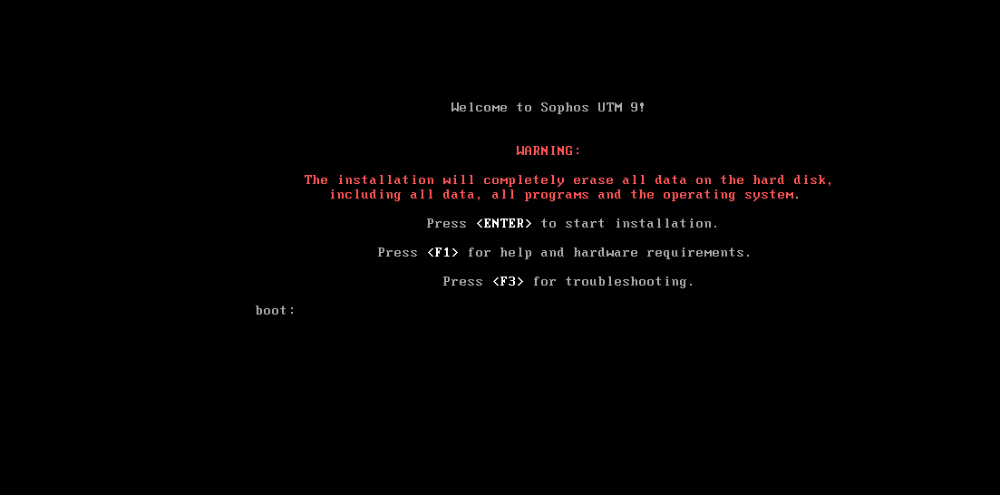 Welcome to Sophos UTM 9!
WARNING:
The installation will completely erase all data on the hard disk,
including all data, all programs and the operating system.
Press <ENTER> to start installation.
Press <F1> for help and hardware requirements.
Press <F3> for troubleshooting.
boot: